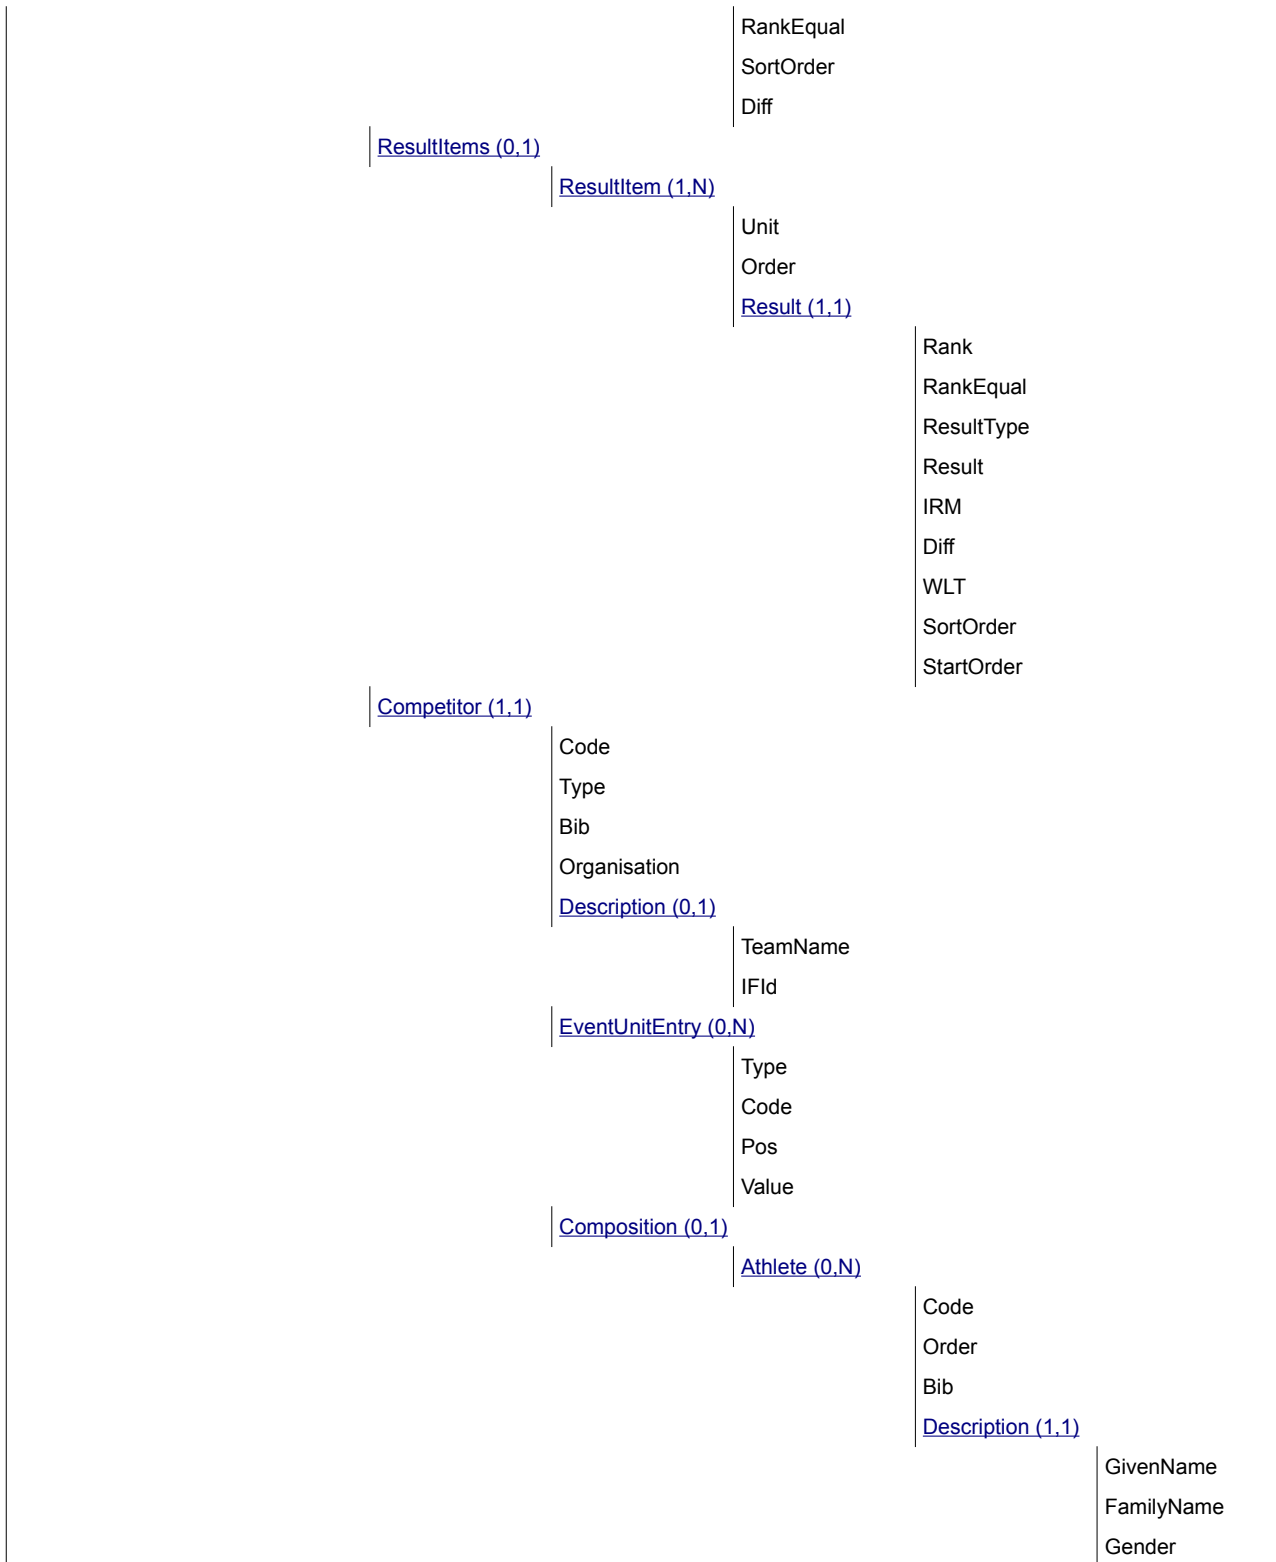 RankEqual
SortOrder
Diff
ResultItems (0,1)
ResultItem (1,N)
Unit
Order
Result (1,1)
Rank
RankEqual
ResultType
Result
IRM
Diff
WLT
SortOrder
StartOrder
Competitor (1,1)
Code
Type
Bib
Organisation
Description (0,1)
TeamName
IFId
EventUnitEntry (0,N)
Type
Code
Pos
Value
Composition (0,1)
Athlete (0,N)
Code
Order
Bib
Description (1,1)
GivenName
FamilyName
Gender